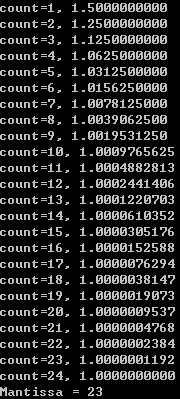 count=1, 1.5000000000
count=2, 1.2500000000
count=3, 1.1250000000
count=4, 1.0625000000
count=5, 1.0312500000
count=6, 1.0156250000
count=7, 1.0078125000
count=8, 1.0039062500
count=9, 1.0019531250
count=10, 1.0009765625
count=11, 1.0004882813
count=12, 1.0002441406
count=13, 1.0001220703
count=14, 1.0000610352
count=15, 1.0000305176
count=16, 1.0000152588
count=17, 1.0000076294
count=18, 1.0000038147
count=19, 1.0000019073
count=20, 1.0000009537
count=21, 1.0000004768
count=22, 1.0000002384
count=23, 1.0000001192
count=24, 1.0000000000
Mantissa = 23